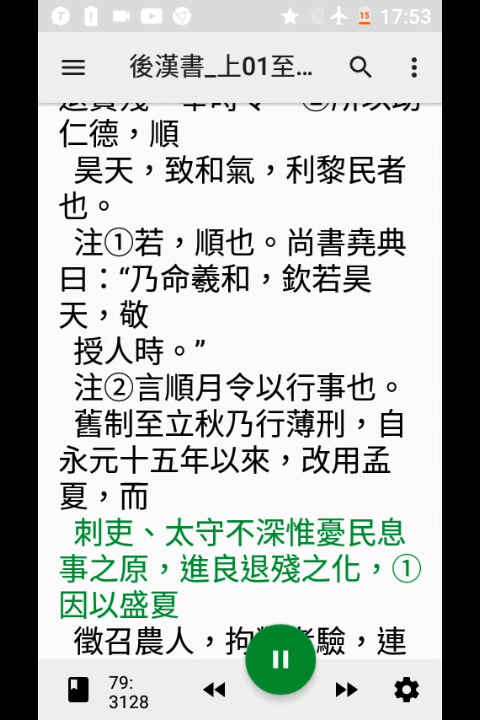 15 17:53
後漢書_上01至...
仁德，順
昊天，致和氣，利黎民者
也。
注①若，順也。尚書堯典
曰：“乃命羲和，欽若昊
天，敬
授人時。”
注②言順月令以行事也。
舊制至立秋乃行薄刑，自
永元十五年以來，改用孟
夏，而
刺吏、太守不深惟憂民息
事之原，進良退殘之化，①
因以盛夏
徵召農人，拘 驗，連
79:
3128